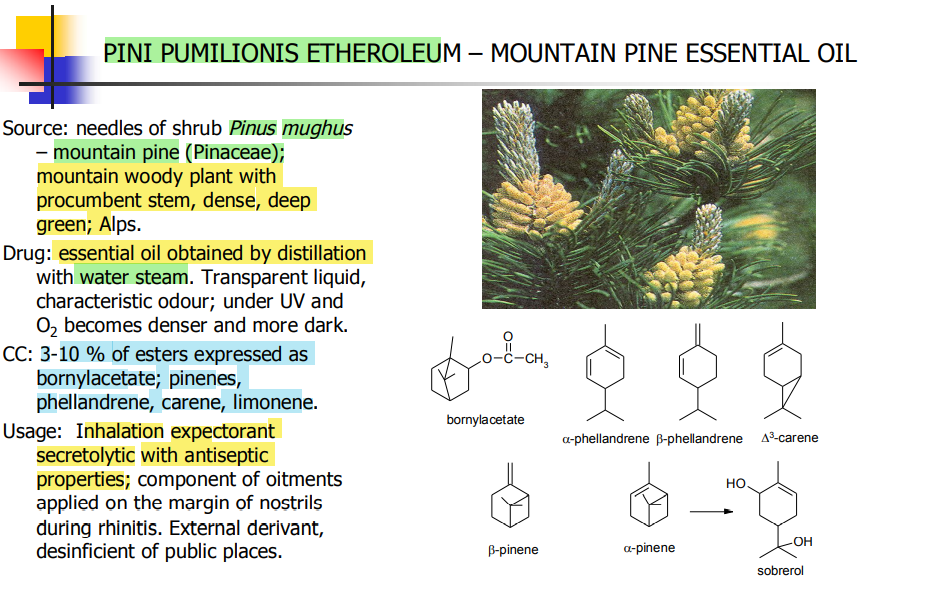 PINI PUMILIONIS ETHEROLEUM – MOUNTAIN PINE ESSENTIAL OIL
Source: needles of shrub Pinus mughus
– mountain pine (Pinaceae);
mountain woody plant with
procumbent stem, dense, deep
green; Alps.
Drug: essential oil obtained by distillation
with water steam. Transparent liquid,
characteristic odour; under UV and
O2 becomes denser and more dark.
CC: 3-10 % of esters expressed as
bornylacetate; pinenes,
phellandrene, carene, limonene.
Usage: Inhalation expectorant
secretolytic with antiseptic
properties; component of oitments
applied on the margin of nostrils
during rhinitis. External derivant,
desinficient of public places.
O
O C CH3
bornylacetate
α-phellandrene
β-phellandrene
Δ3-carene
β-pinene
α-pinene
HO
OH
sobrerol